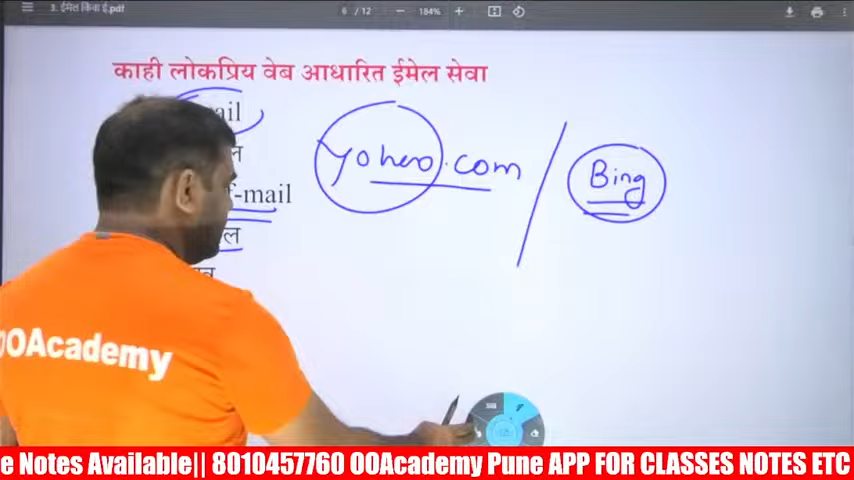 3. ईमेल किंवा ई.pdf
6 / 12
184%
काही लोकप्रिय वेब आधारित ईमेल सेवा
-mail
Yohoo.com / Bing
OOAcademy
e Notes Available|| 8010457760 OOAcademy Pune APP FOR CLASSES NOTES ETC